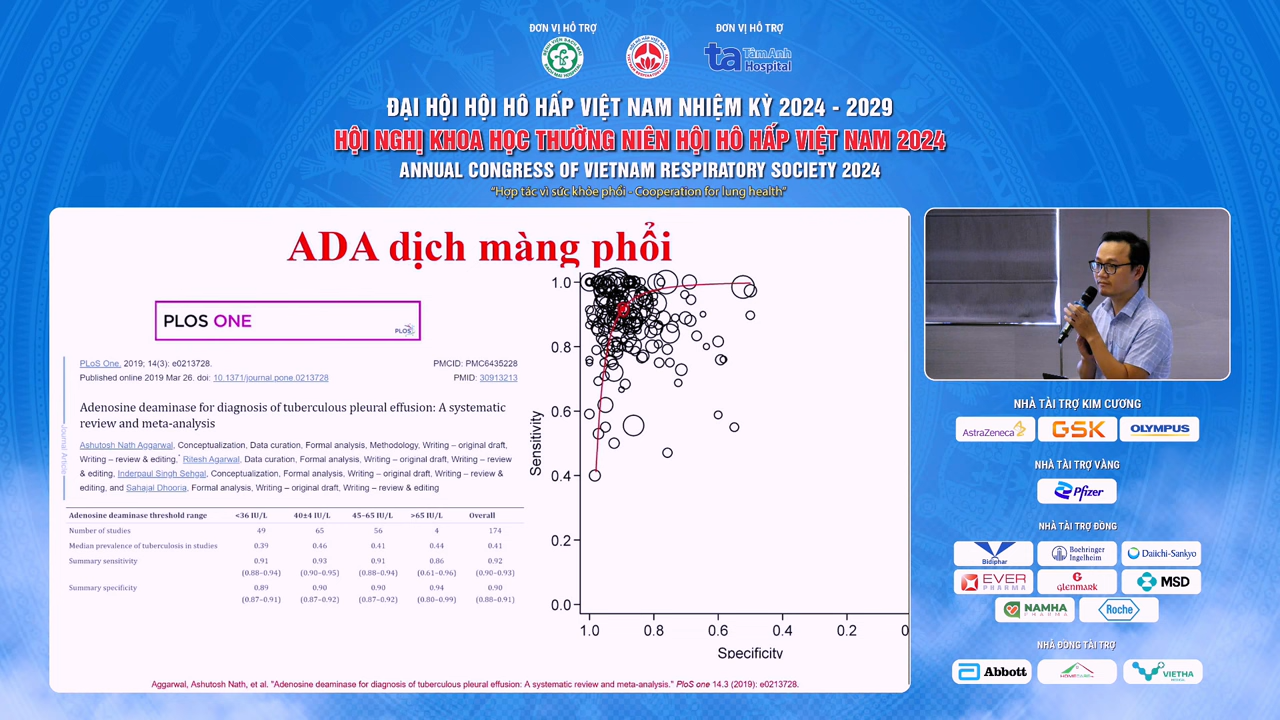 ĐƠN VỊ HỖ TRỢ
ĐƠN VỊ HỖ TRỢ
ta TâmAnh
Hospital
ĐẠI HỘI HỘI HÔ HẤP VIỆT NAM NHIỆM KỲ 2024 - 2029
HỘI NGHỊ KHOA HỌC THƯỜNG NIÊN HỘI HÔ HẤP VIỆT NAM 2024
ANNUAL CONGRESS OF VIETNAM RESPIRATORY SOCIETY 2024
"Hợp tác vì sức khỏe phổi - Cooperation for lung health"
ADA dịch màng phổi
PLOS ONE
PLOS
PLoS One. 2019; 14(3): e0213728.
PMCID: PMC6435228
Published online 2019 Mar 26. doi: 10.1371/journal.pone.0213728
PMID: 30913213
Adenosine deaminase for diagnosis of tuberculous pleural effusion: A systematic
review and meta-analysis
Journal Article
Ashutosh Nath Aggarwal, Conceptualization, Data curation, Formal analysis, Methodology, Writing – original draft,
Writing – review & editing,* Ritesh Agarwal, Data curation, Formal analysis, Writing – original draft, Writing – review
& editing, Inderpaul Singh Sehgal, Conceptualization, Formal analysis, Writing – original draft, Writing – review &
editing, and Sahajal Dhooria, Formal analysis, Writing – original draft, Writing – review & editing
Adenosine deaminase threshold range <36 IU/L 40±4 IU/L 45-65 IU/L >65 IU/L Overall
Number of studies 49 65 56 4 174
Median prevalence of tuberculosis in studies 0.39 0.46 0.41 0.44 0.41
Summary sensitivity 0.91 0.93 0.91 0.86 0.92
(0.88–0.94) (0.90–0.95) (0.88–0.94) (0.61–0.96) (0.90–0.93)
Summary specificity 0.89 0.90 0.90 0.94 0.90
(0.87–0.91) (0.87–0.92) (0.87–0.92) (0.80–0.99) (0.88–0.91)
Sensitivity
1.0
0.8
0.6
0.4
0.2
0.0
1.0 0.8 0.6 0.4 0.2 0
Specificity
Aggarwal, Ashutosh Nath, et al. "Adenosine deaminase for diagnosis of tuberculous pleural effusion: A systematic review and meta-analysis." PloS one 14.3 (2019): e0213728.
NHÀ TÀI TRỢ KIM CƯƠNG
AstraZeneca GSK OLYMPUS
NHÀ TÀI TRỢ VÀNG
Pfizer
NHÀ TÀI TRỢ ĐỒNG
Bidiphar Boehringer Ingelheim Daiichi-Sankyo
EVER PHARMA glenmark MSD
NAMHA PHARMA Roche
NHÀ ĐỒNG TÀI TRỢ
Abbott HOMECARE VIETHA